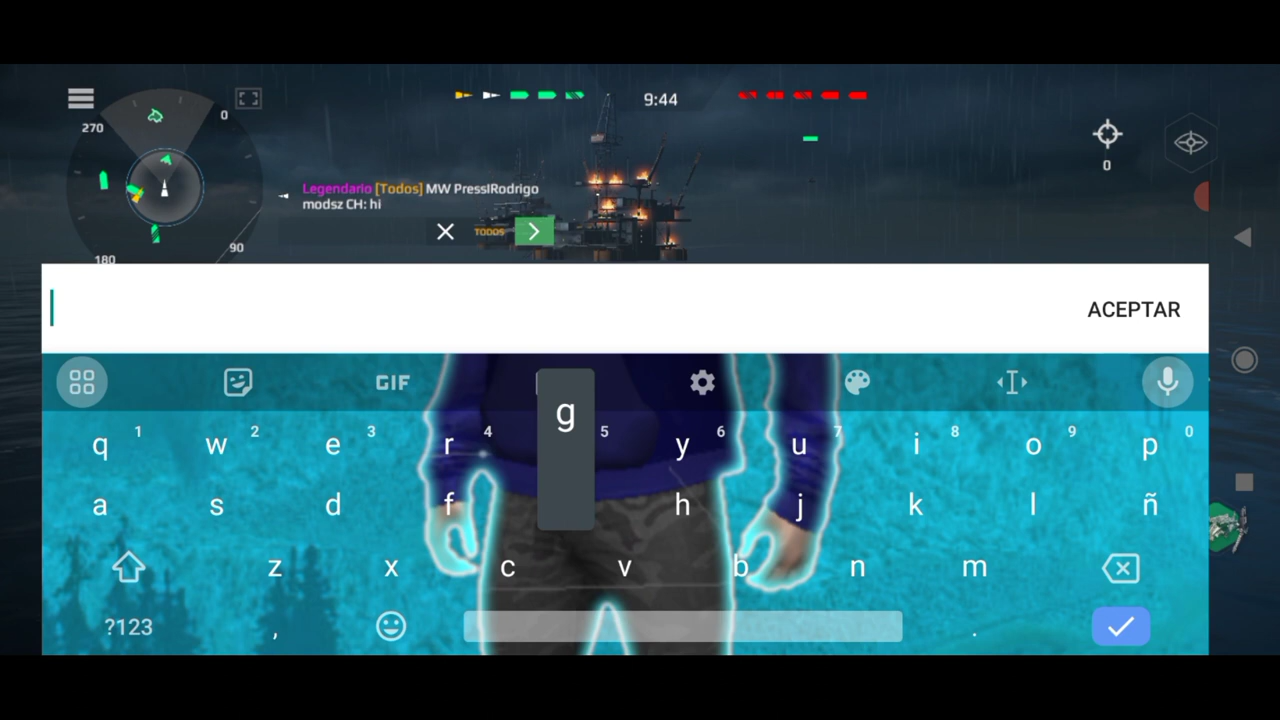 9:44
270
0
0
Legendario [Todos] MW PressIRodrigo
modsz CH: hi
TODOS
90
180
ACEPTAR
GIF
g
q 1 w 2 e 3 r 4 5 y 6 u 7 i 8 o 9 p 0
a s d f h j k l ñ
z x c v b n m
?123 , .